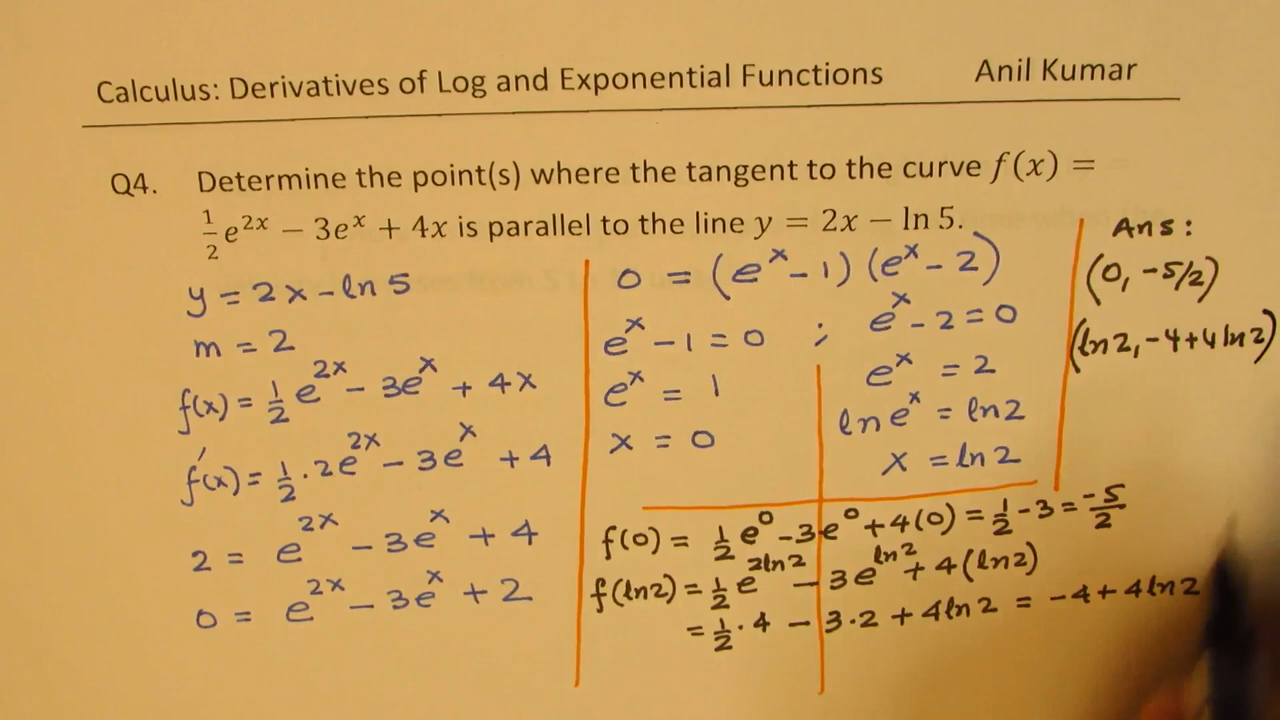 Calculus: Derivatives of Log and Exponential Functions Anil Kumar
Q4. Determine the point(s) where the tangent to the curve f(x) =
1/2 e^{2x} − 3e^x + 4x is parallel to the line y = 2x − ln 5.
y = 2x - ln 5
m = 2
f(x) = 1/2 e^{2x} - 3e^x + 4x
f'(x) = 1/2 · 2e^{2x} - 3e^x + 4
2 = e^{2x} - 3e^x + 4
0 = e^{2x} - 3e^x + 2
0 = (e^x - 1) (e^x - 2)
e^x - 1 = 0 ; e^x - 2 = 0
e^x = 1
x = 0
e^x = 2
ln e^x = ln 2
x = ln 2
f(0) = 1/2 e^0 - 3e^0 + 4(0) = 1/2 - 3 = -5/2
f(ln2) = 1/2 e^{2ln2} - 3e^{ln2} + 4(ln2)
= 1/2 · 4 - 3·2 + 4ln2 = -4 + 4ln2
Ans:
(0, -5/2)
(ln2, -4+4ln2)